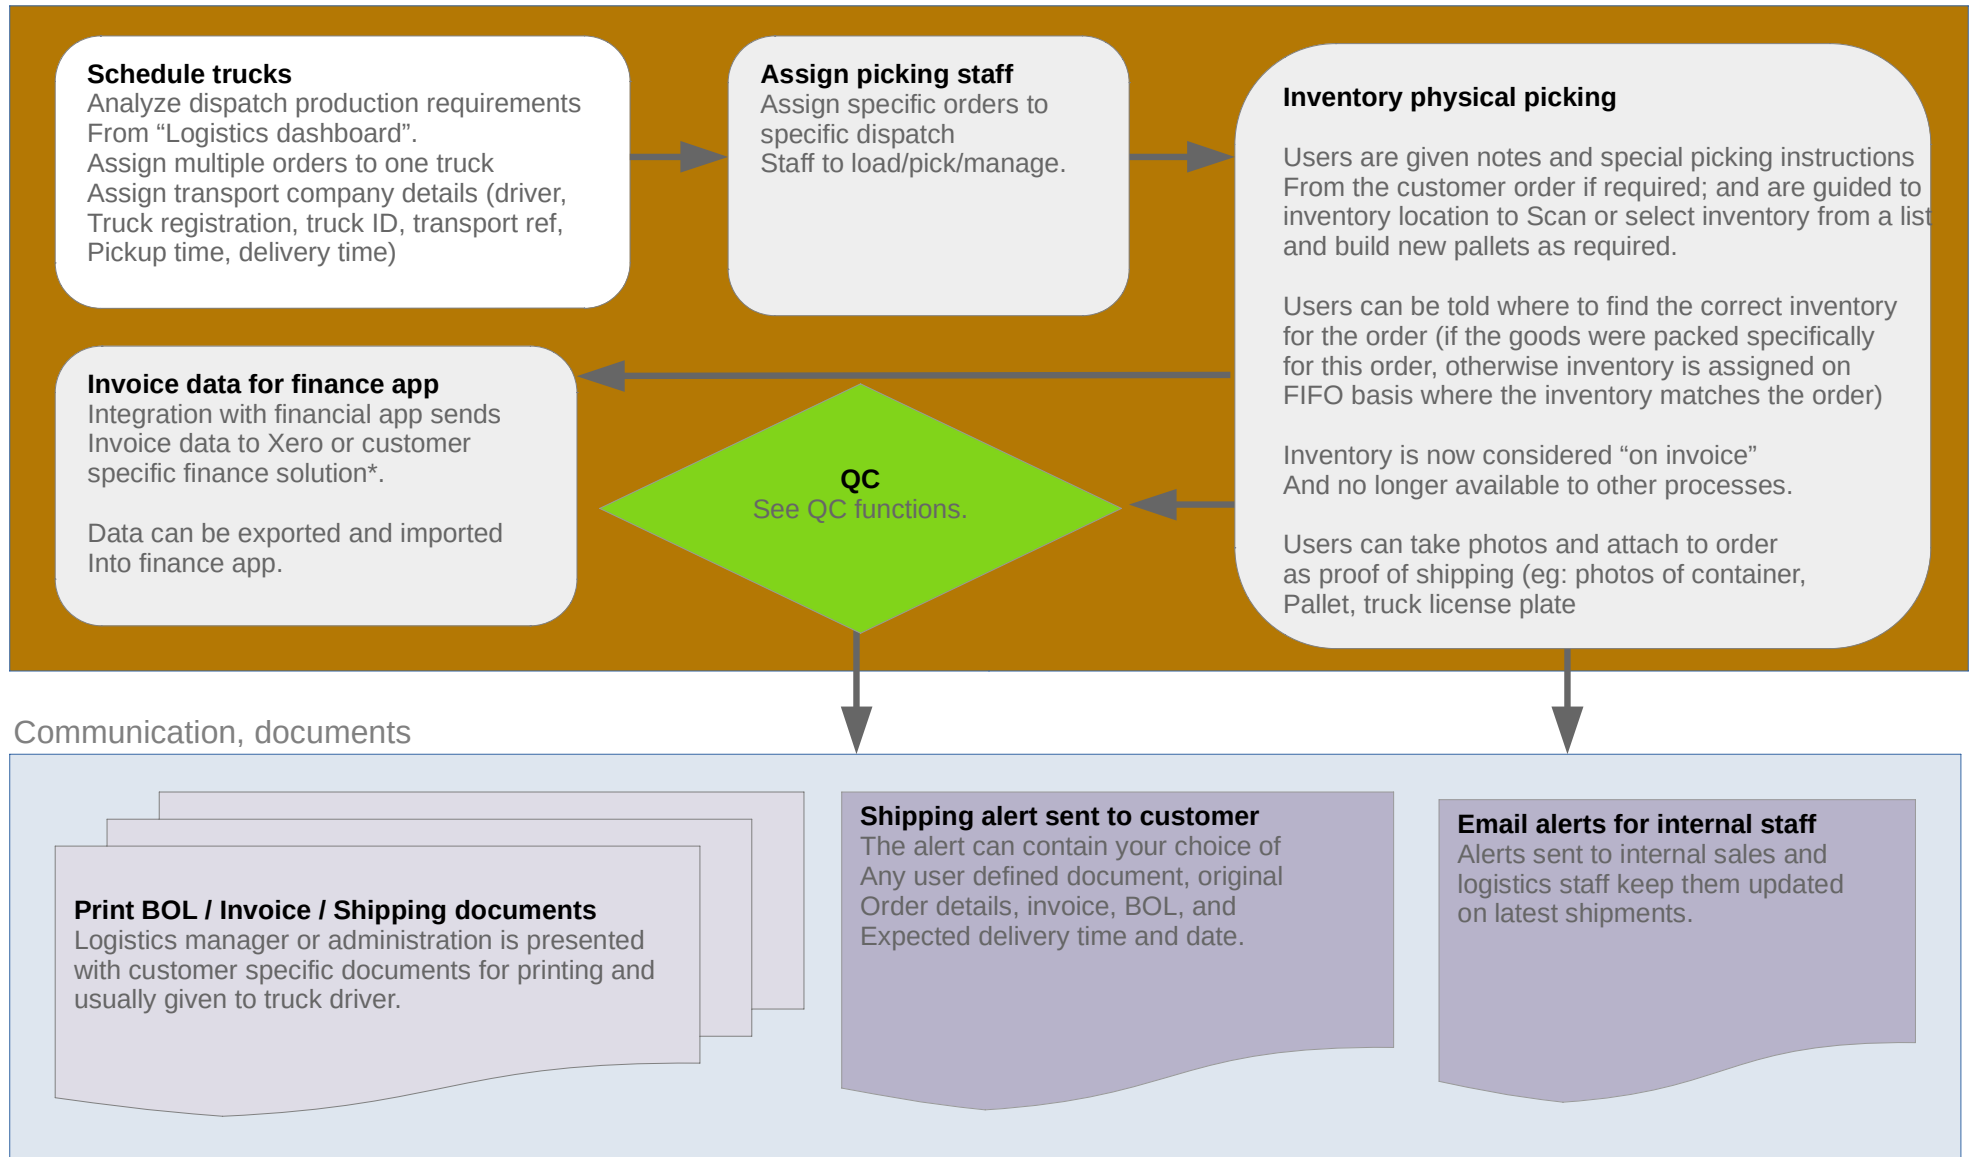 Schedule trucks
Analyze dispatch production requirements
From “Logistics dashboard”.
Assign multiple orders to one truck
Assign transport company details (driver,
Truck registration, truck ID, transport ref,
Pickup time, delivery time)
Assign picking staff
Assign specific orders to
specific dispatch
Staff to load/pick/manage.
Inventory physical picking
Users are given notes and special picking instructions
From the customer order if required; and are guided to
inventory location to Scan or select inventory from a list
and build new pallets as required.
Users can be told where to find the correct inventory
for the order (if the goods were packed specifically
for this order, otherwise inventory is assigned on
FIFO basis where the inventory matches the order)
Inventory is now considered “on invoice”
And no longer available to other processes.
Users can take photos and attach to order
as proof of shipping (eg: photos of container,
Pallet, truck license plate
Invoice data for finance app
Integration with financial app sends
Invoice data to Xero or customer
specific finance solution*.
Data can be exported and imported
Into finance app.
QC
See QC functions.
Communication, documents
Print BOL / Invoice / Shipping documents
Logistics manager or administration is presented
with customer specific documents for printing and
usually given to truck driver.
Shipping alert sent to customer
The alert can contain your choice of
Any user defined document, original
Order details, invoice, BOL, and
Expected delivery time and date.
Email alerts for internal staff
Alerts sent to internal sales and
logistics staff keep them updated
on latest shipments.